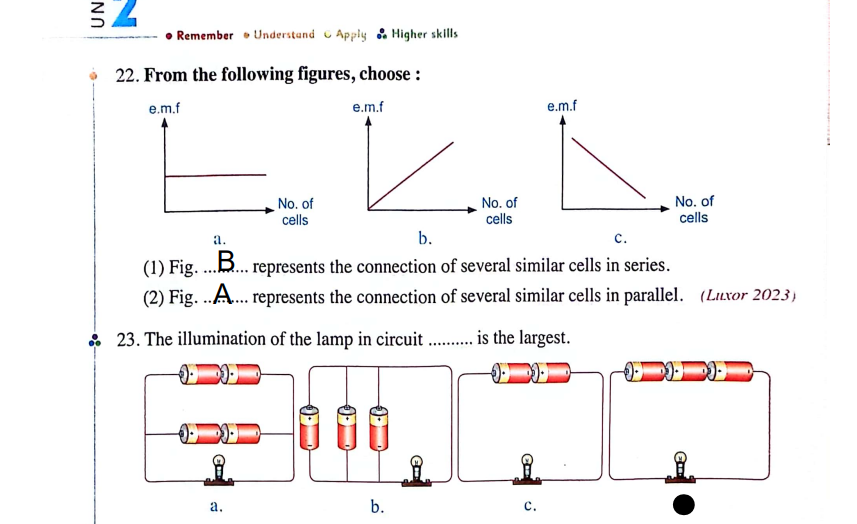 UN
2
Remember Understand Apply Higher skills
22. From the following figures, choose :
e.m.f e.m.f e.m.f
No. of cells No. of cells No. of cells
a. b. c.
(1) Fig. ...B... represents the connection of several similar cells in series.
(2) Fig. ..A.... represents the connection of several similar cells in parallel. (Luxor 2023)
23. The illumination of the lamp in circuit .......... is the largest.
a. b. c.